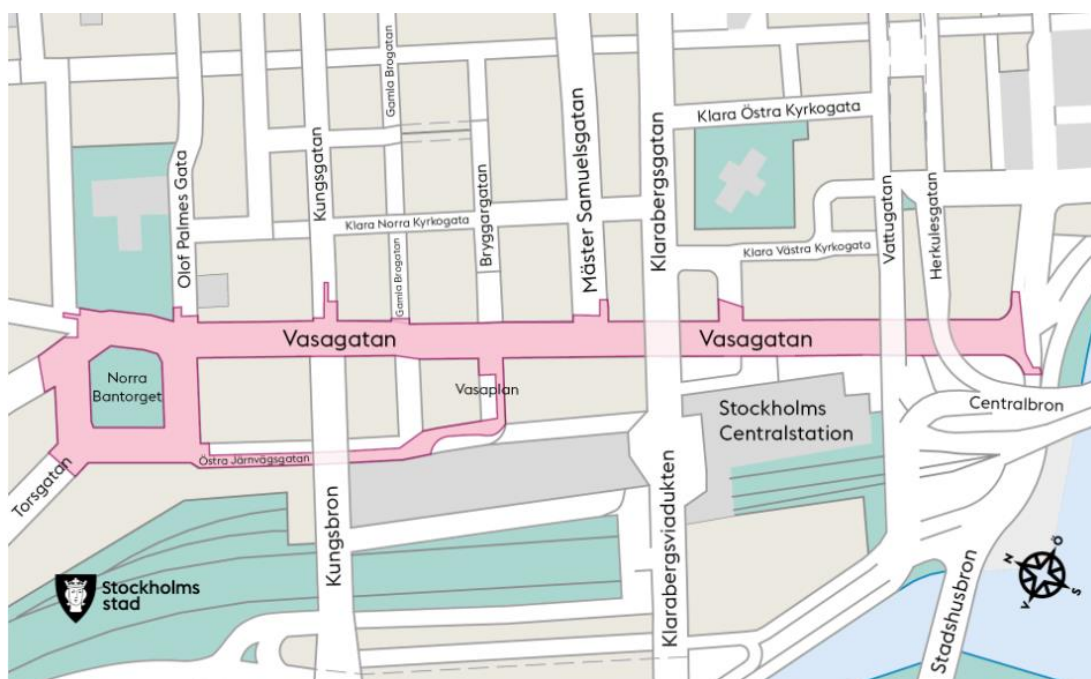 Gamla Brogatan
Klara Östra Kyrkogata
Olof Palmes Gata
Kungsgatan
Bryggargatan
Mäster Samuelsgatan
Klarabergsgatan
Vattugatan
Herkulesgatan
Klara Norra Kyrkogata
Gamla Brogatan
Klara Västra Kyrkogata
Vasagatan
Vasagatan
Norra
Bantorget
Vasaplan
Stockholms
Centralstation
Centralbron
Östra Järnvägsgatan
Torsgatan
Kungsbron
Klarabergsviadukten
Stadshusbron
Stockholms
stad
N
Ö
V
S